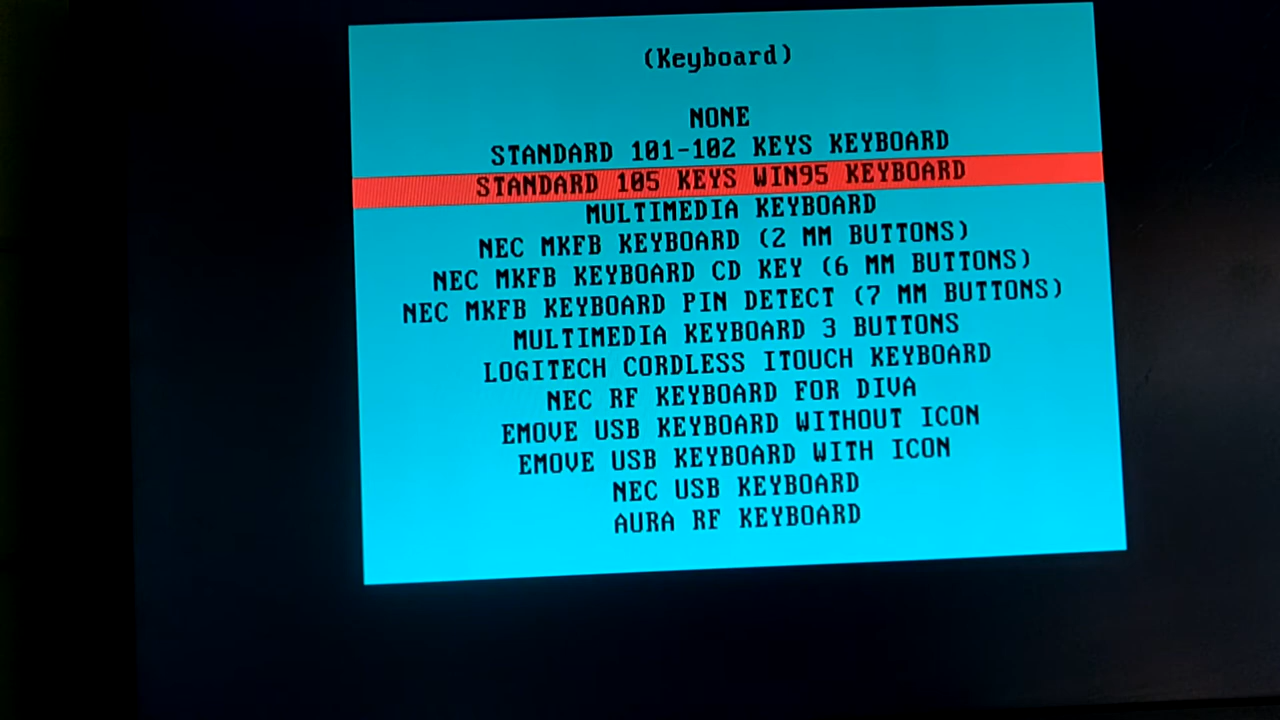 (Keyboard)
NONE
STANDARD 101-102 KEYS KEYBOARD
STANDARD 105 KEYS WIN95 KEYBOARD
MULTIMEDIA KEYBOARD
NEC MKFB KEYBOARD (2 MM BUTTONS)
NEC MKFB KEYBOARD CD KEY (6 MM BUTTONS)
NEC MKFB KEYBOARD PIN DETECT (7 MM BUTTONS)
MULTIMEDIA KEYBOARD 3 BUTTONS
LOGITECH CORDLESS ITOUCH KEYBOARD
NEC RF KEYBOARD FOR DIVA
EMOVE USB KEYBOARD WITHOUT ICON
EMOVE USB KEYBOARD WITH ICON
NEC USB KEYBOARD
AURA RF KEYBOARD